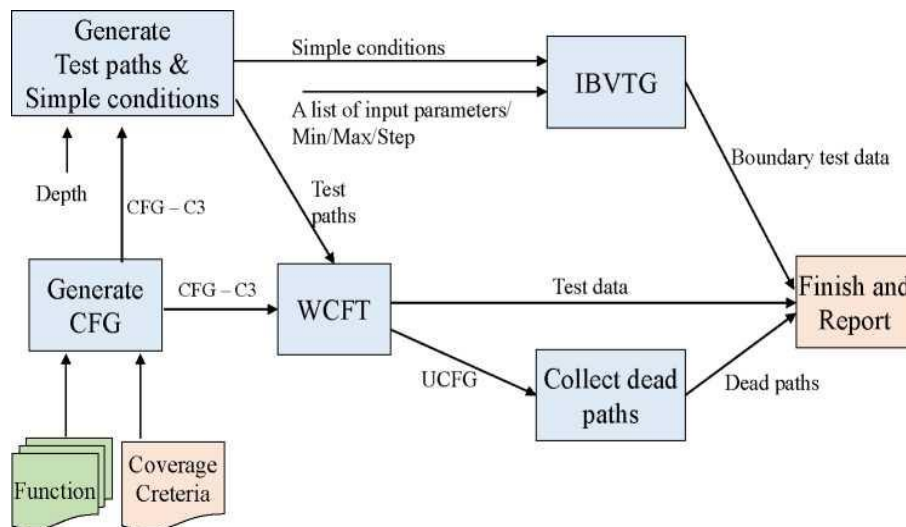 Generate
Test paths &
Simple conditions
Simple conditions
IBVTG
A list of input parameters/
Min/Max/Step
Boundary test data
Depth
CFG – C3
Test
paths
Generate
CFG
CFG – C3
WCFT
Test data
Finish and
Report
UCFG
Collect dead
paths
Dead paths
Function
Coverage
Creteria